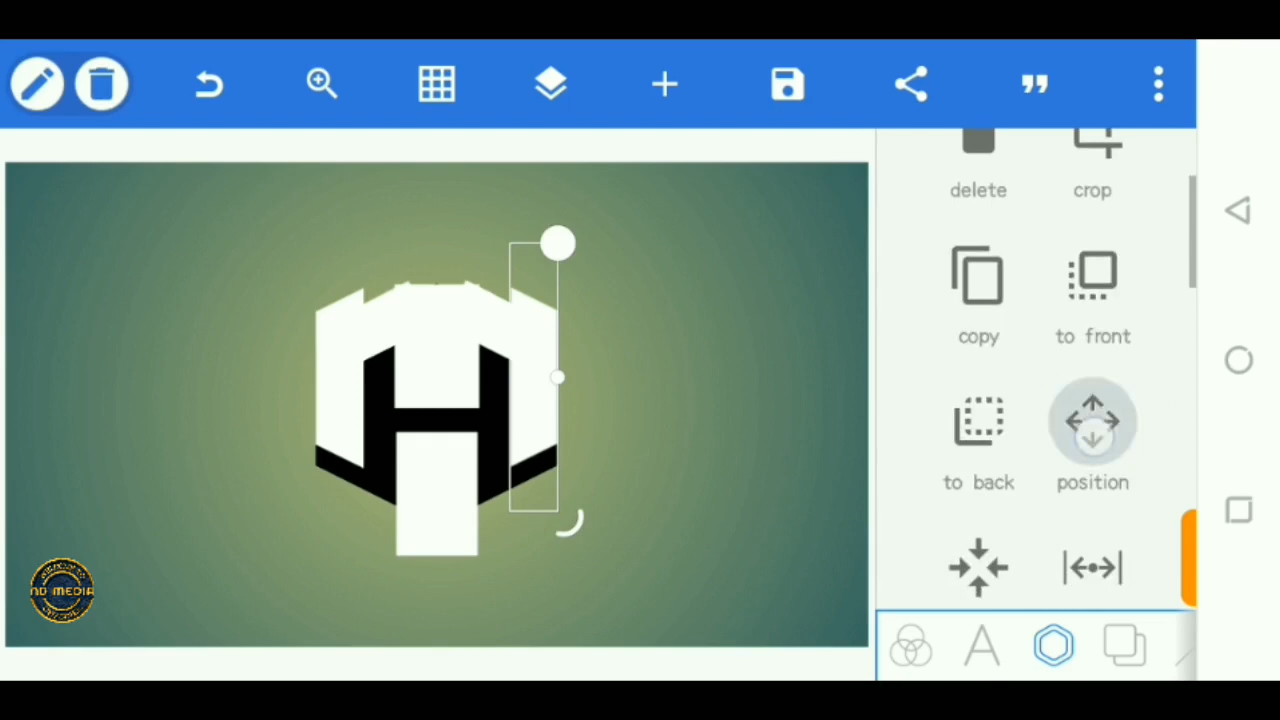 delete
crop
copy
to front
to back
position
H
ND MEDIA